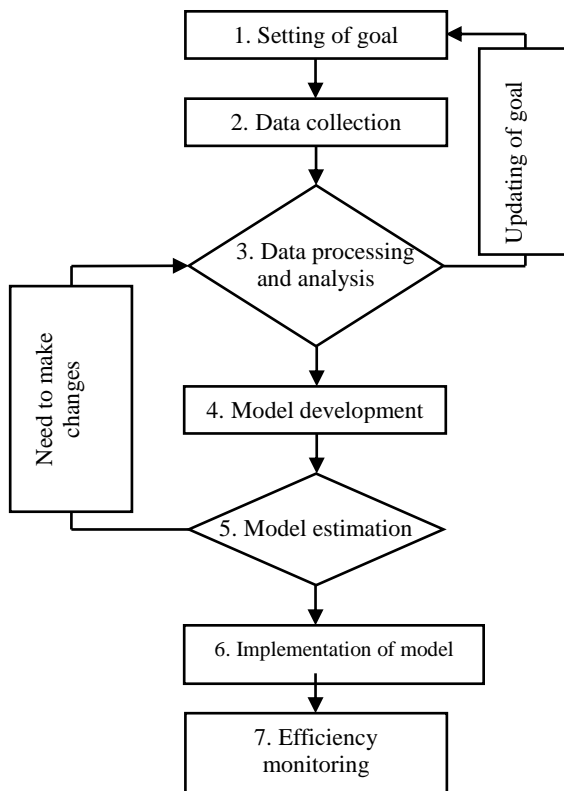 1. Setting of goal
2. Data collection
Updating of goal
3. Data processing
and analysis
Need to make
changes
4. Model development
5. Model estimation
6. Implementation of model
7. Efficiency
monitoring